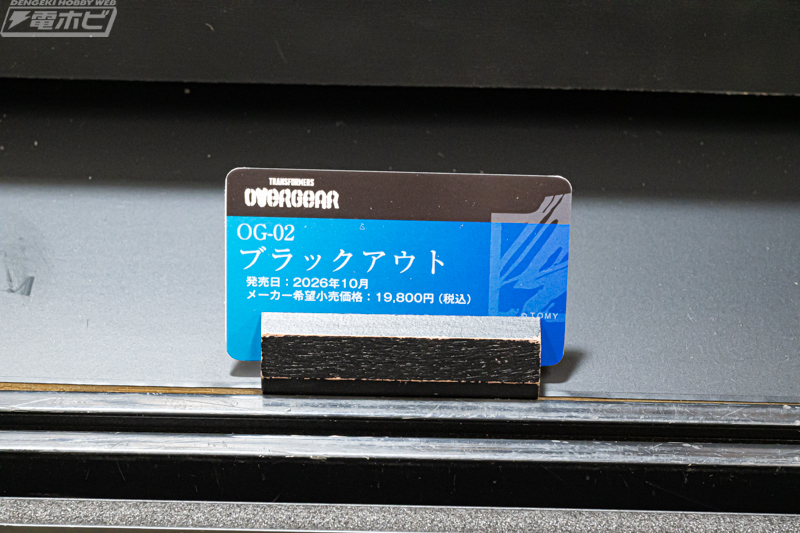 DENGEKI HOBBY WEB
電ホビ
TRANSFORMERS
OVERGEAR
OG-02
ブラックアウト
発売日：2026年10月
メーカー希望小売価格：19,800円（税込）
© TOMY